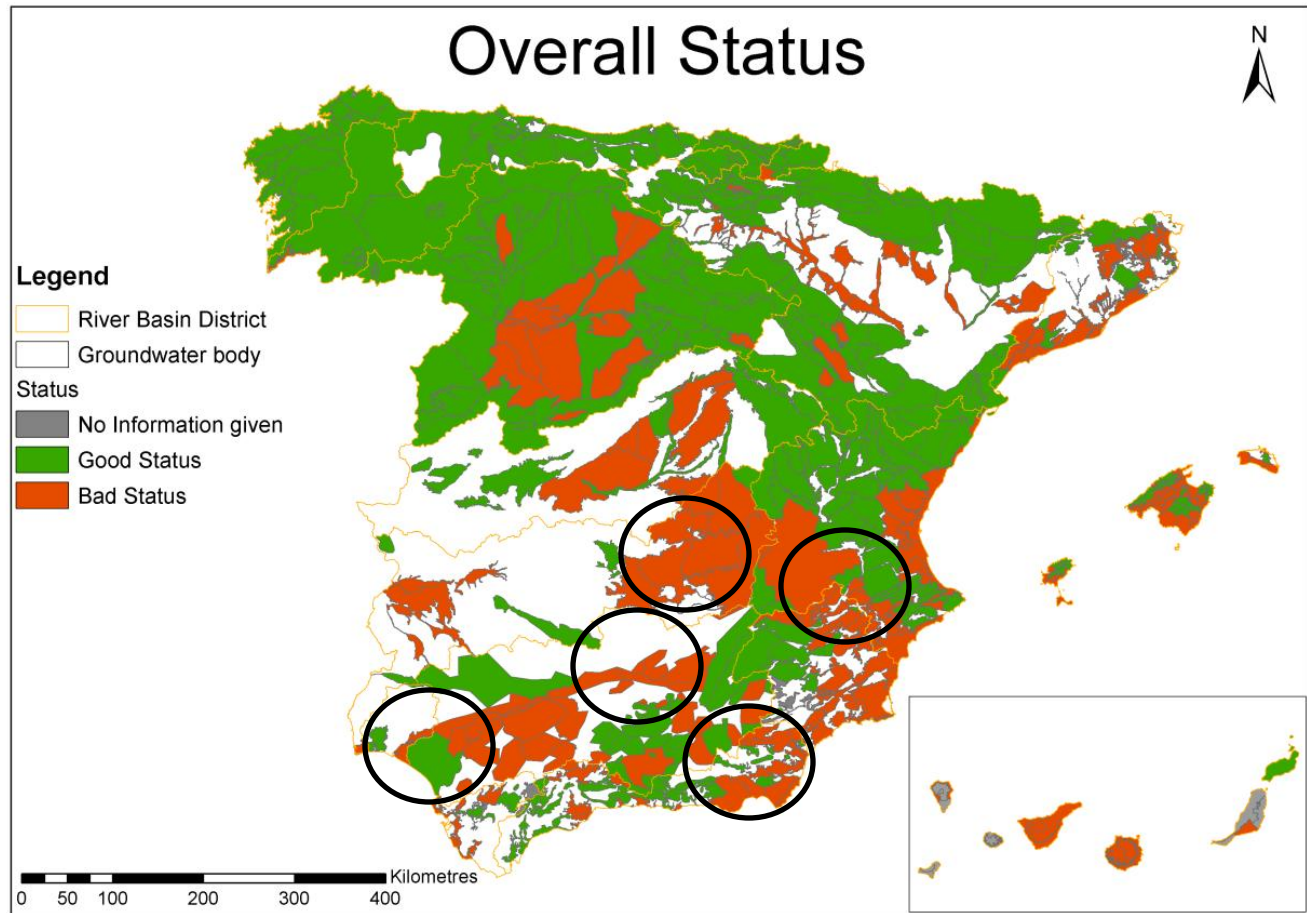 Overall Status
N
Legend
River Basin District
Groundwater body
Status
No Information given
Good Status
Bad Status
Kilometres
0 50 100 200 300 400